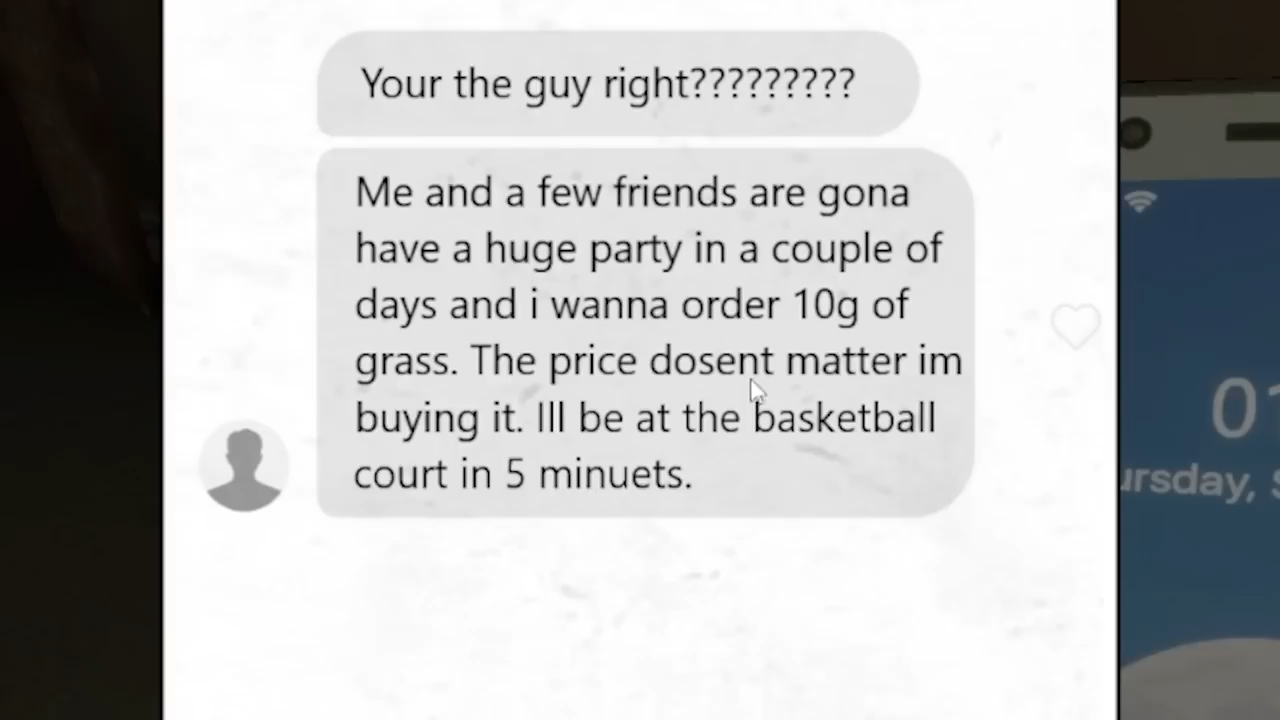 Your the guy right?????????
Me and a few friends are gona
have a huge party in a couple of
days and i wanna order 10g of
grass. The price dosent matter im
buying it. Ill be at the basketball
court in 5 minuets.
01
ursday, S